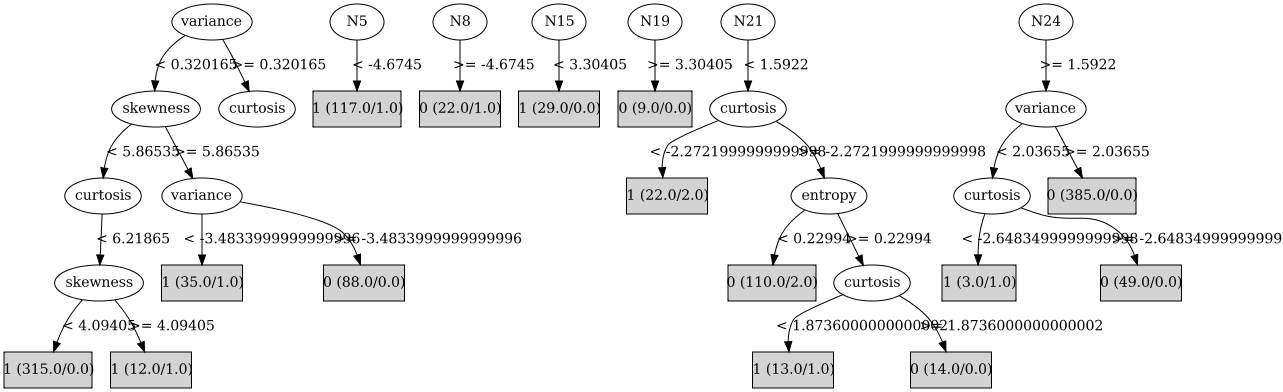 variance
N5
N8
N15
N19
N21
N24
< 0.320165
>= 0.320165
< -4.6745
>= -4.6745
< 3.30405
>= 3.30405
< 1.5922
>= 1.5922
skewness
curtosis
1 (117.0/1.0)
0 (22.0/1.0)
1 (29.0/0.0)
0 (9.0/0.0)
curtosis
variance
< 5.86535
>= 5.86535
< -2.2721999999999998
>= -2.2721999999999998
< 2.03655
>= 2.03655
curtosis
variance
1 (22.0/2.0)
entropy
curtosis
0 (385.0/0.0)
< 6.21865
< -3.4833999999999996
>= -3.4833999999999996
< 0.22994
>= 0.22994
< -2.6483499999999998
>= -2.64834999999999
skewness
1 (35.0/1.0)
0 (88.0/0.0)
0 (110.0/2.0)
curtosis
1 (3.0/1.0)
0 (49.0/0.0)
< 4.09405
>= 4.09405
< 1.8736000000000002
>= 1.8736000000000002
1 (315.0/0.0)
1 (12.0/1.0)
1 (13.0/1.0)
0 (14.0/0.0)